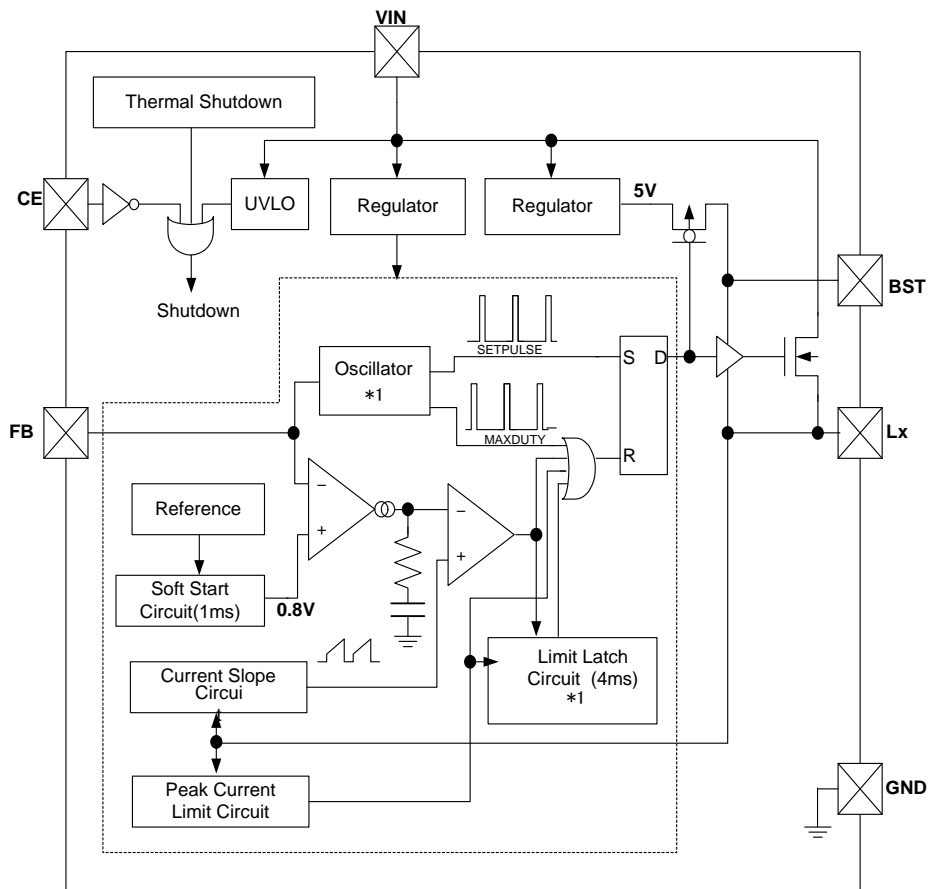 VIN
Thermal Shutdown
CE
UVLO
Regulator
Regulator
5V
BST
Shutdown
SETPULSE
Oscillator
*1
S D
MAXDUTY
FB
Lx
R
−
+
−
+
Reference
Soft Start
Circuit(1ms)
0.8V
Limit Latch
Circuit (4ms)
*1
Current Slope
Circui
t
Peak Current
Limit Circuit
GND